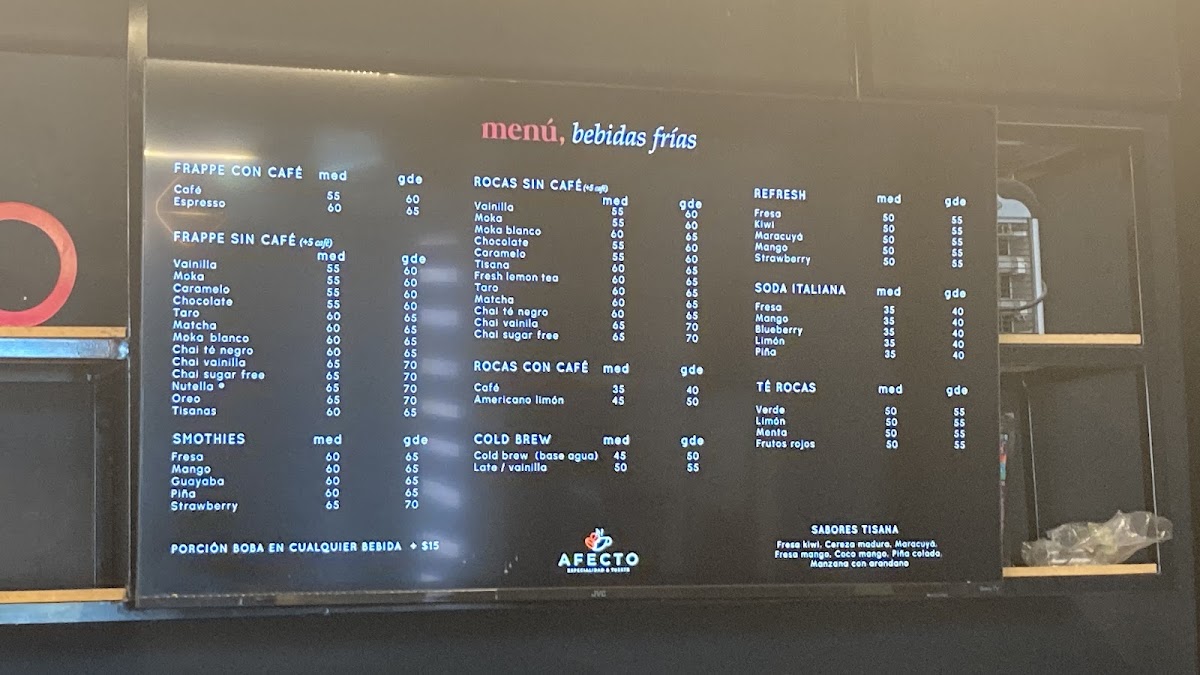 menú, bebidas frías
FRAPPE CON CAFÉ med gde
Café 55 60
Espresso 60 65
FRAPPE SIN CAFÉ (+5 café)
med gde
Vainilla 55 60
Moka 55 60
Caramelo 55 60
Chocolate 55 60
Taro 60 65
Matcha 60 65
Moka blanco 60 65
Chai té negro 60 65
Chai vainilla 65 70
Chai sugar free 65 70
Nutella * 65 70
Oreo 65 70
Tisanas 60 65
SMOTHIES med gde
Fresa 60 65
Mango 60 65
Guayaba 60 65
Piña 60 65
Strawberry 65 70
PORCIÓN BOBA EN CUALQUIER BEBIDA + $15
ROCAS SIN CAFÉ (+5 café)
med gde
Vainilla 55 60
Moka 55 60
Moka blanco 60 65
Chocolate 55 60
Caramelo 55 60
Tisana 60 65
Fresh lemon tea 60 65
Taro 60 65
Matcha 60 65
Chai té negro 60 65
Chai vainila 65 70
Chai sugar free 65 70
ROCAS CON CAFÉ med gde
Café 35 40
Americano limón 45 50
COLD BREW med gde
Cold brew (base agua) 45 50
Late / vainilla 50 55
AFECTO
ESPECIALIDAD & TUESTE
REFRESH med gde
Fresa 50 55
Kiwi 50 55
Maracuyá 50 55
Mango 50 55
Strawberry 50 55
SODA ITALIANA med gde
Fresa 35 40
Mango 35 40
Blueberry 35 40
Limón 35 40
Piña 35 40
TÉ ROCAS med gde
Verde 50 55
Limón 50 55
Menta 50 55
Frutos rojos 50 55
SABORES TISANA
Fresa kiwi. Cereza madura. Maracuyá.
Fresa mango. Coco mango. Piña colada.
Manzana con arandano
JVC